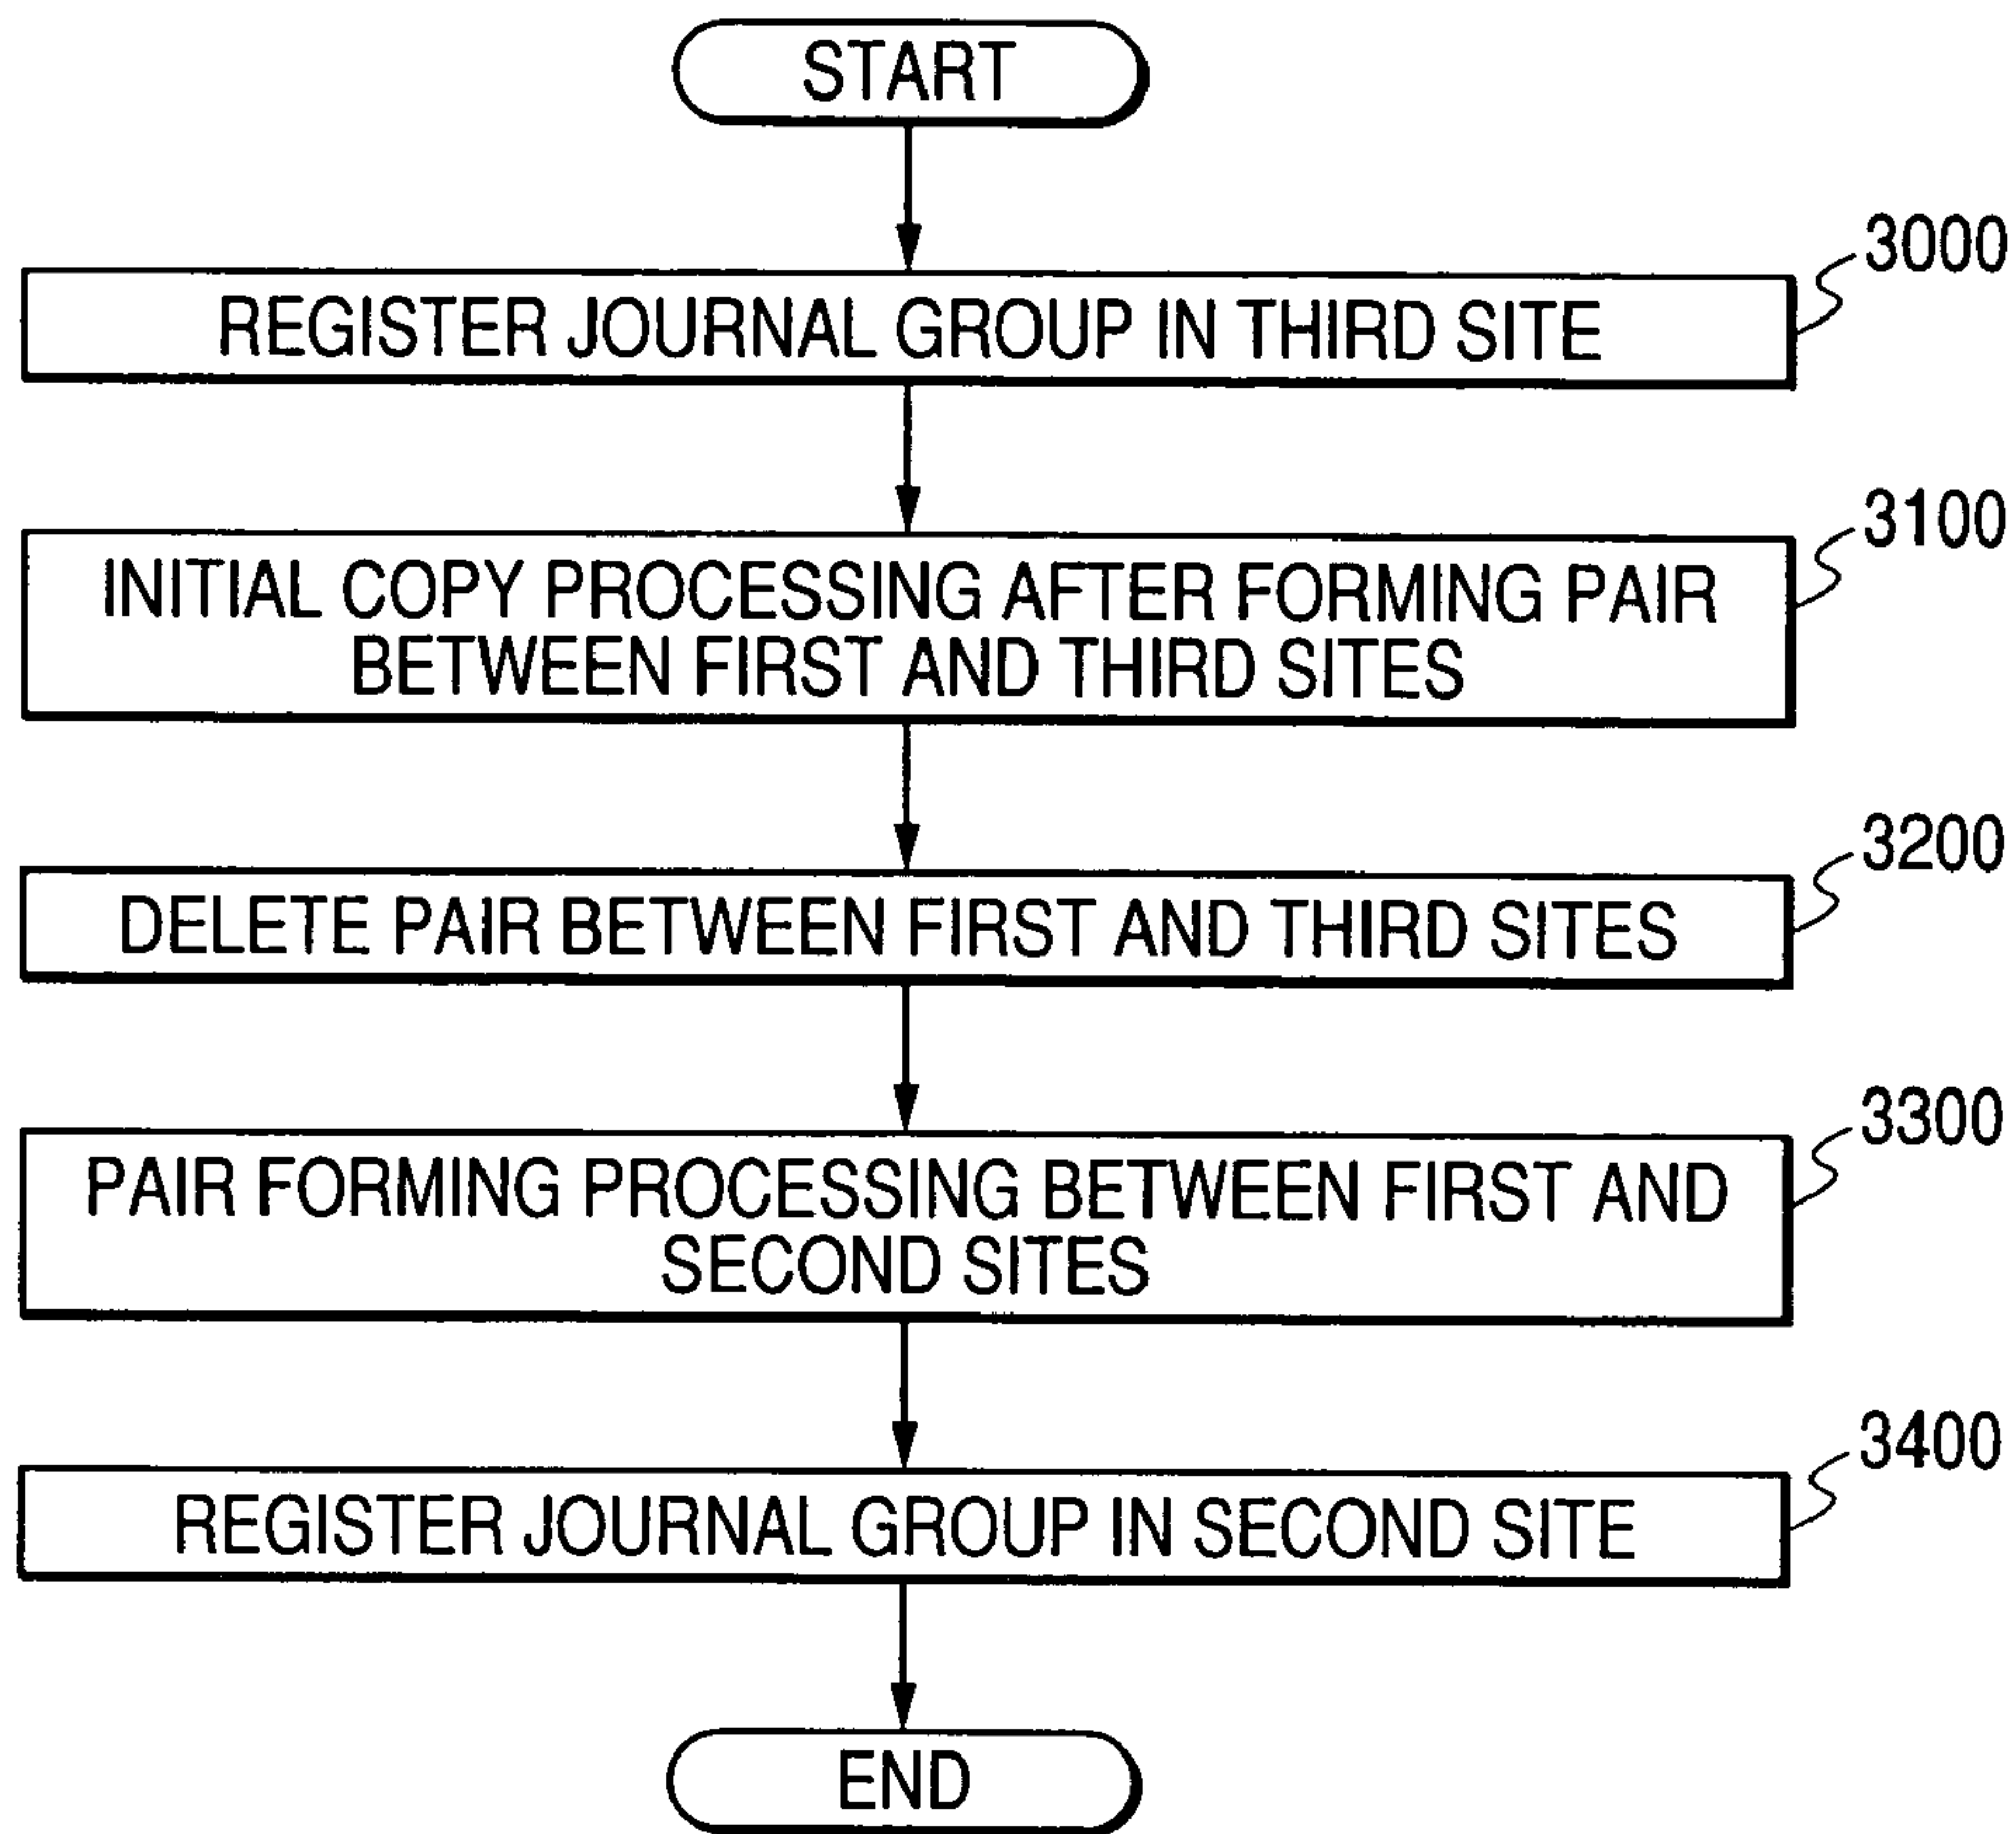 START
3000
REGISTER JOURNAL GROUP IN THIRD SITE
3100
INITIAL COPY PROCESSING AFTER FORMING PAIR
BETWEEN FIRST AND THIRD SITES
3200
DELETE PAIR BETWEEN FIRST AND THIRD SITES
3300
PAIR FORMING PROCESSING BETWEEN FIRST AND
SECOND SITES
3400
REGISTER JOURNAL GROUP IN SECOND SITE
END